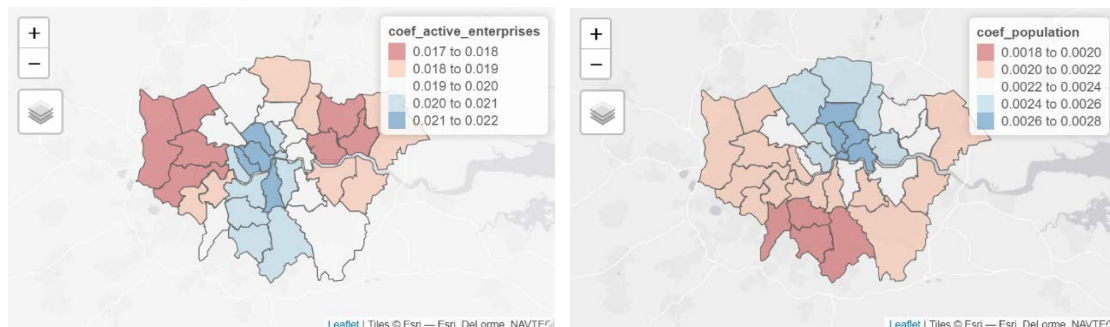 +
−
coef_active_enterprises
0.017 to 0.018
0.018 to 0.019
0.019 to 0.020
0.020 to 0.021
0.021 to 0.022
Leaflet | Tiles © Esri — Esri, DeLorme, NAVTEQ
+
−
coef_population
0.0018 to 0.0020
0.0020 to 0.0022
0.0022 to 0.0024
0.0024 to 0.0026
0.0026 to 0.0028
Leaflet | Tiles © Esri — Esri, DeLorme, NAVTEQ